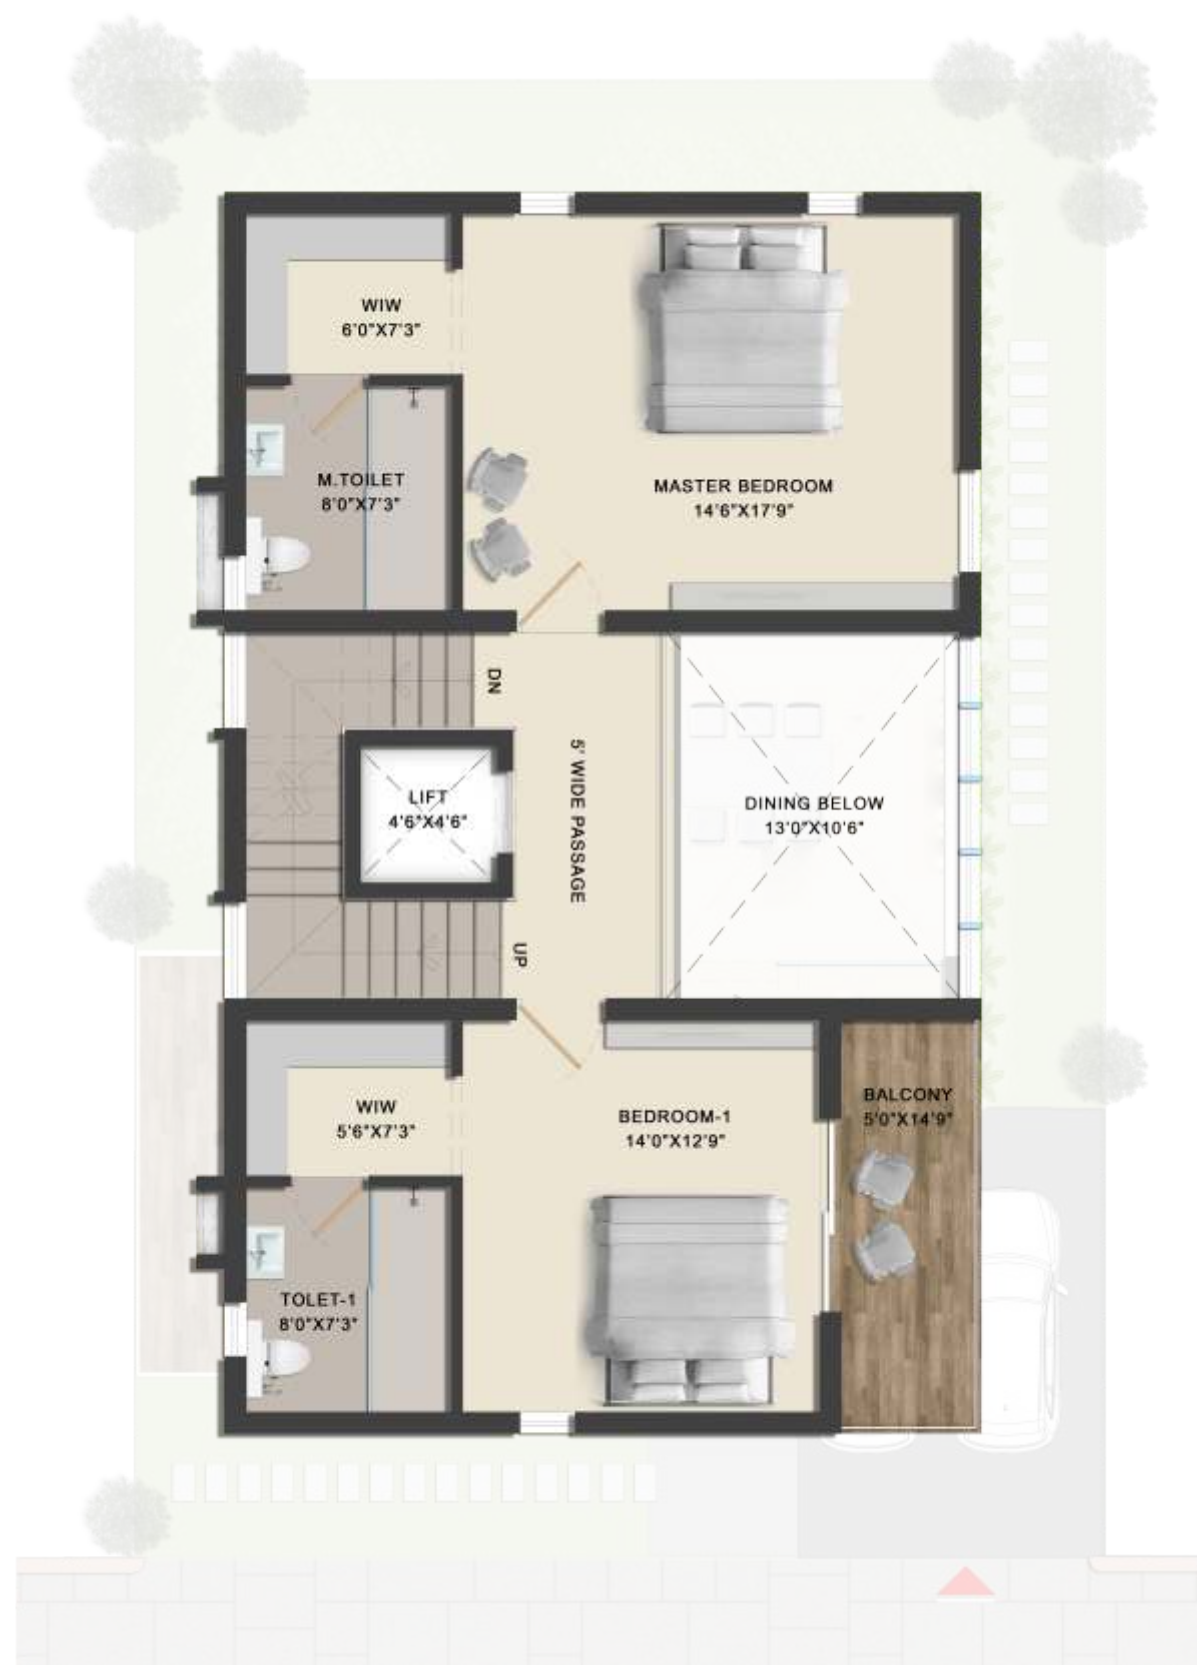 WIW
6'0"X7'3"
M.TOILET
8'0"X7'3"
MASTER BEDROOM
14'6"X17'9"
DN
5' WIDE PASSAGE
LIFT
4'6"X4'6"
DINING BELOW
13'0"X10'6"
UP
WIW
5'6"X7'3"
BEDROOM-1
14'0"X12'9"
BALCONY
5'0"X14'9"
TOLET-1
8'0"X7'3"